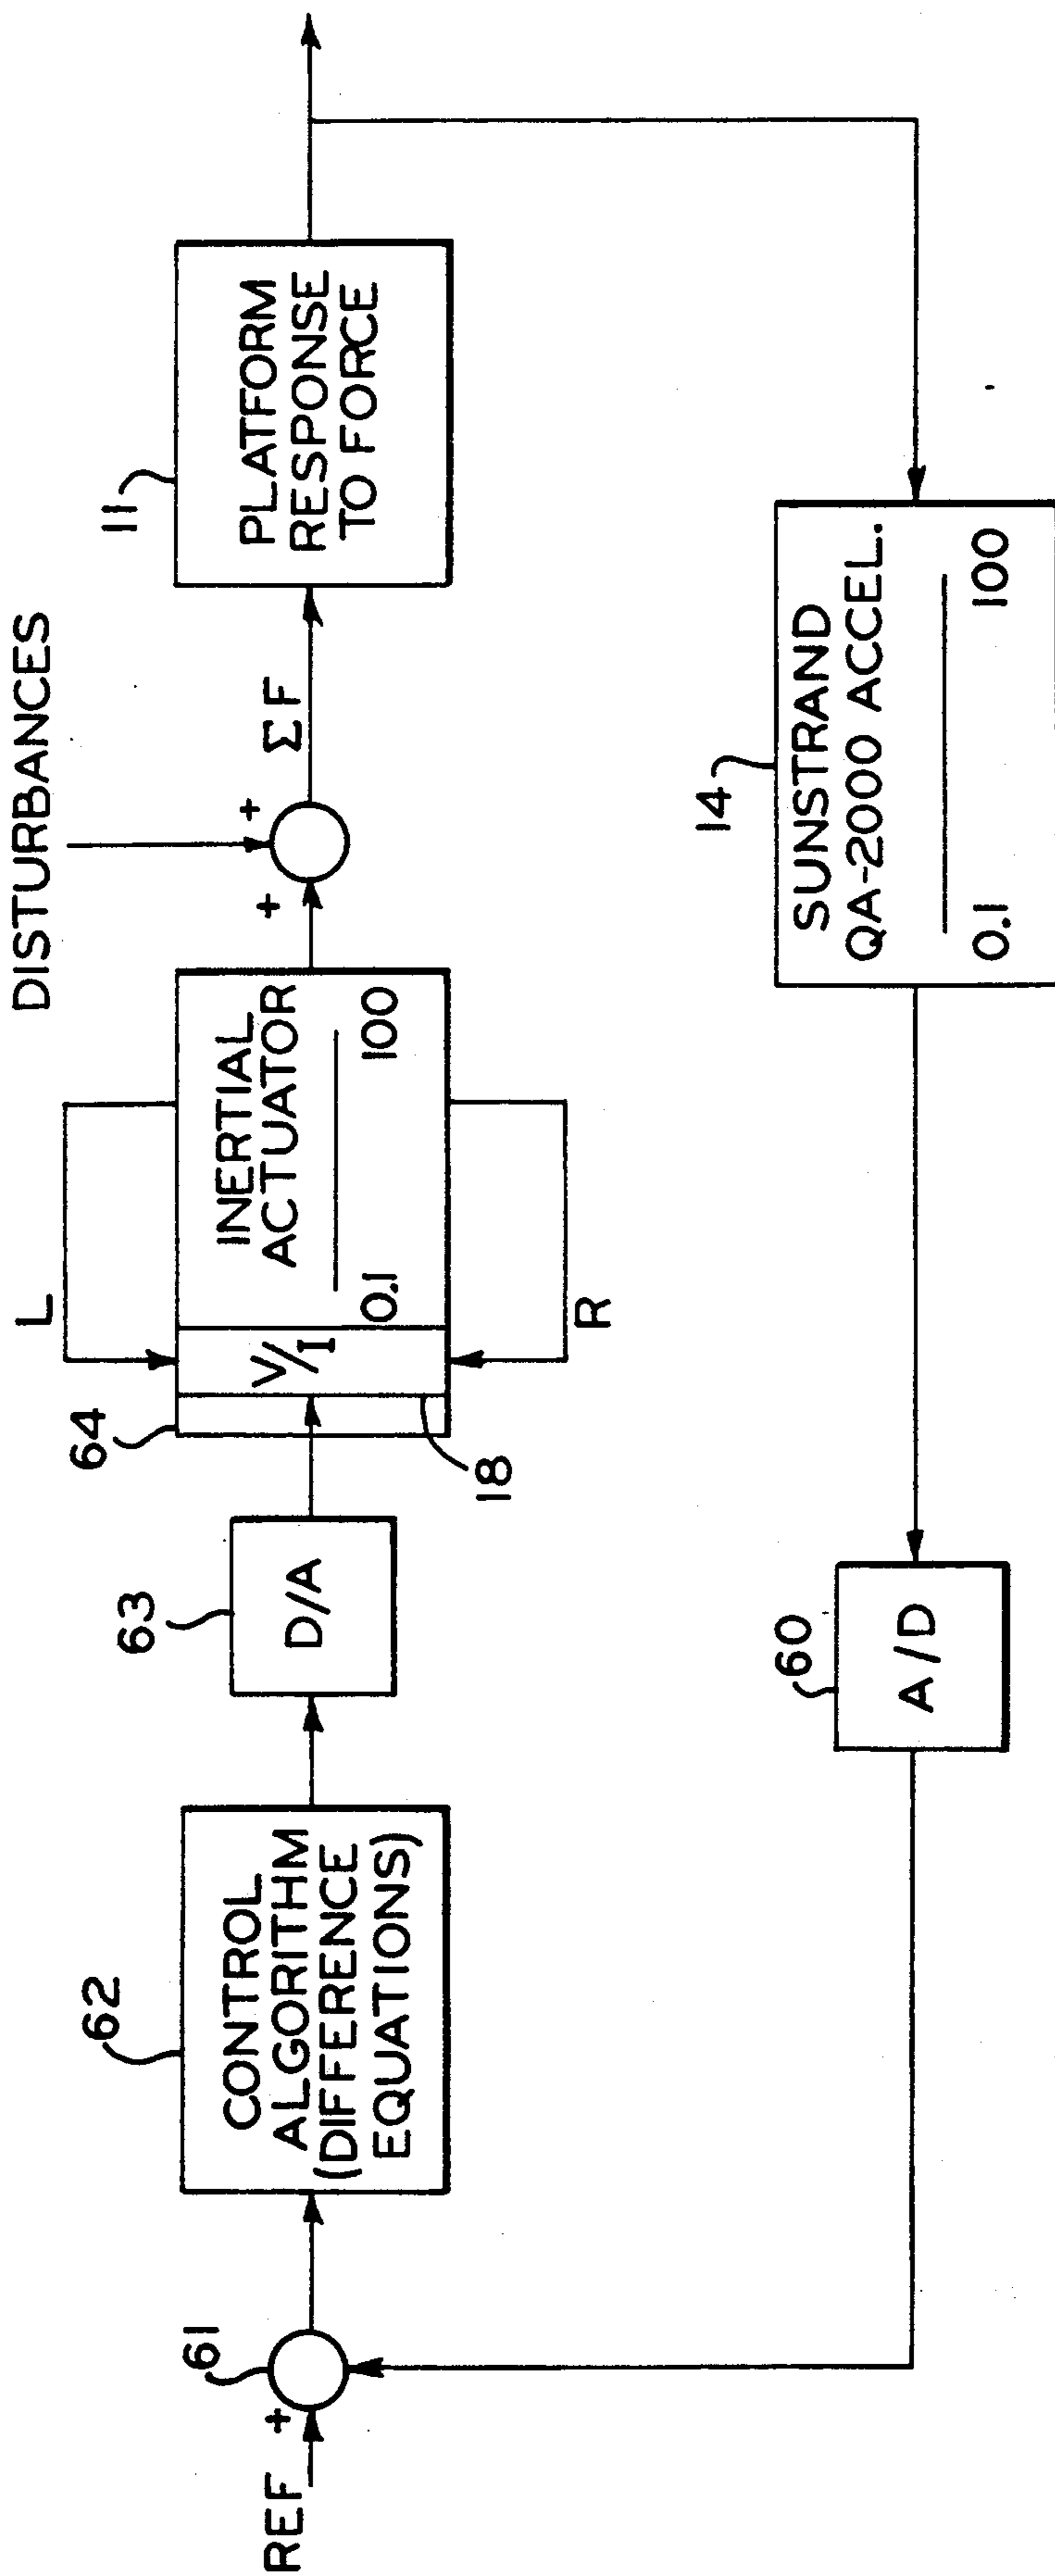 REF
+
61
62
CONTROL
ALGORITHM
(DIFFERENCE
EQUATIONS)
63
D/A
64
18
V/I
L
R
INERTIAL
ACTUATOR
0.1 100
DISTURBANCES
+
+
ΣF
11
PLATFORM
RESPONSE
TO FORCE
14
SUNSTRAND
QA-2000 ACCEL.
0.1 100
60
A/D